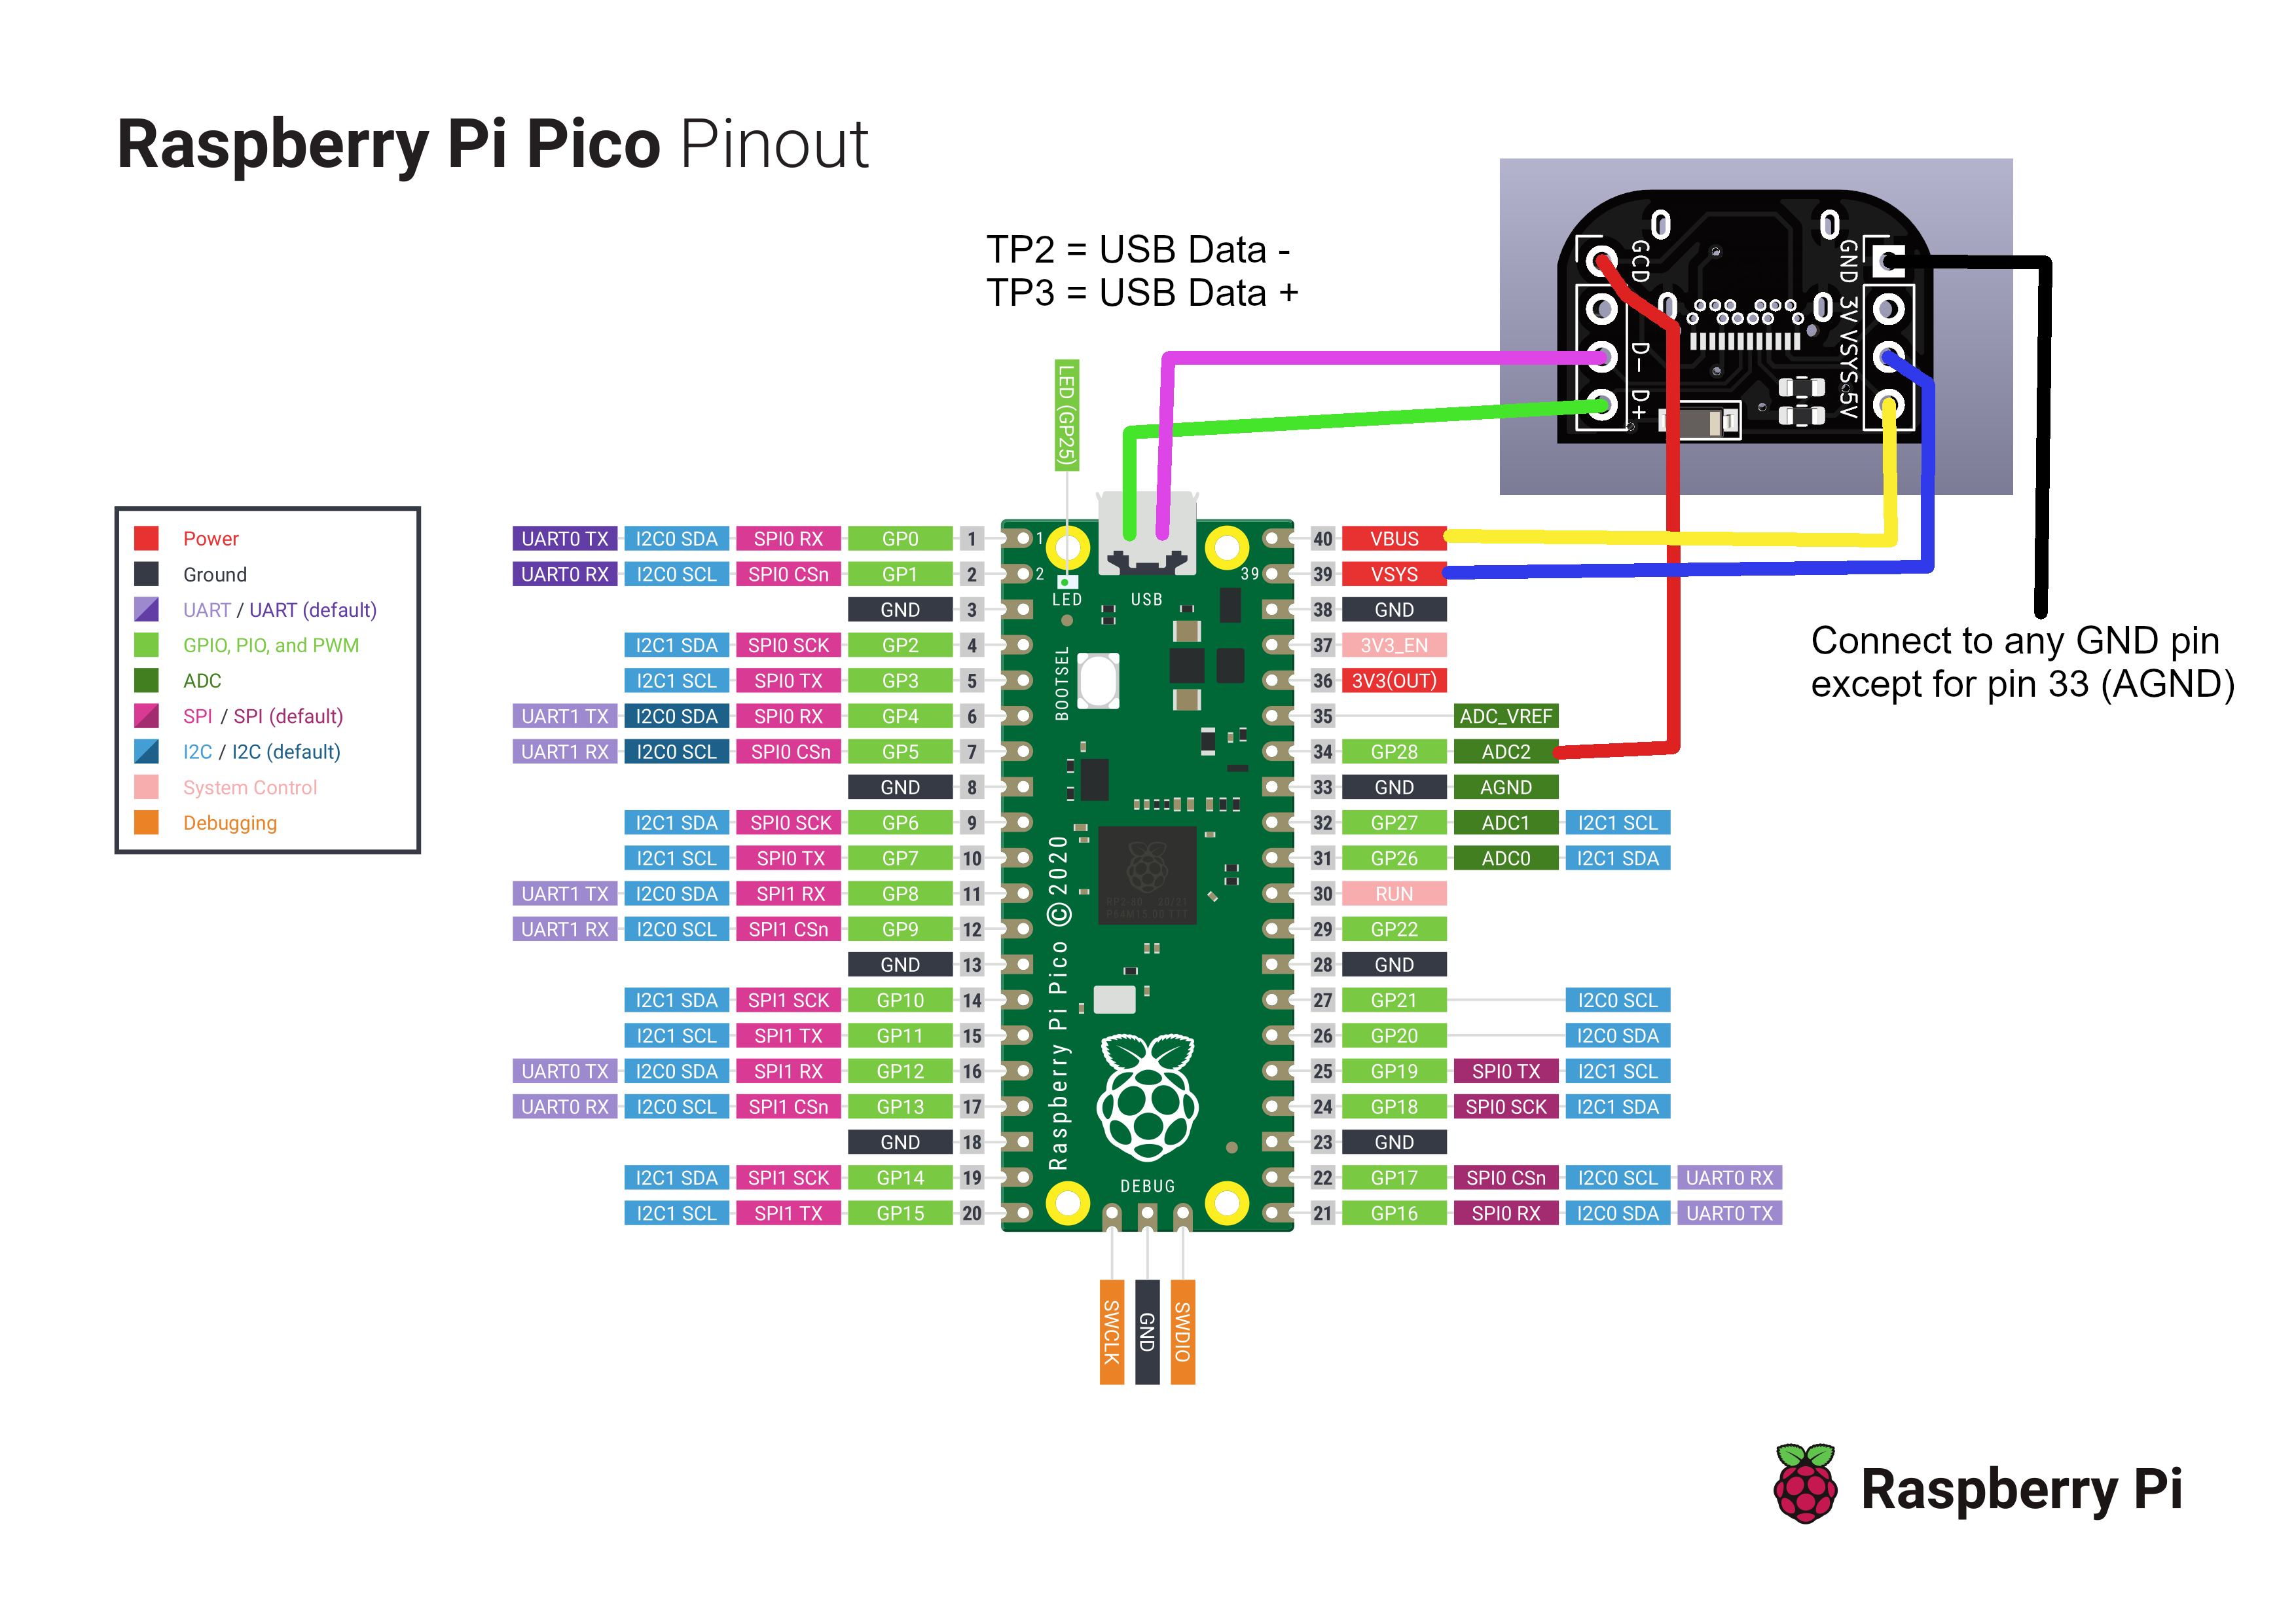 Raspberry Pi Pico Pinout
TP2 = USB Data -
TP3 = USB Data +
GCD
D-
D+
GND
3V
VSYS
5V
Connect to any GND pin
except for pin 33 (AGND)
LED (GP25)
Power
Ground
UART / UART (default)
GPIO, PIO, and PWM
ADC
SPI / SPI (default)
I2C / I2C (default)
System Control
Debugging
UART0 TX I2C0 SDA SPI0 RX GP0 1
UART0 RX I2C0 SCL SPI0 CSn GP1 2
GND 3
I2C1 SDA SPI0 SCK GP2 4
I2C1 SCL SPI0 TX GP3 5
UART1 TX I2C0 SDA SPI0 RX GP4 6
UART1 RX I2C0 SCL SPI0 CSn GP5 7
GND 8
I2C1 SDA SPI0 SCK GP6 9
I2C1 SCL SPI0 TX GP7 10
UART1 TX I2C0 SDA SPI1 RX GP8 11
UART1 RX I2C0 SCL SPI1 CSn GP9 12
GND 13
I2C1 SDA SPI1 SCK GP10 14
I2C1 SCL SPI1 TX GP11 15
UART0 TX I2C0 SDA SPI1 RX GP12 16
UART0 RX I2C0 SCL SPI1 CSn GP13 17
GND 18
I2C1 SDA SPI1 SCK GP14 19
I2C1 SCL SPI1 TX GP15 20
1
2
39
LED
USB
BOOTSEL
Raspberry Pi Pico ©2020
DEBUG
40 VBUS
39 VSYS
38 GND
37 3V3_EN
36 3V3(OUT)
35 ADC_VREF
34 GP28 ADC2
33 GND AGND
32 GP27 ADC1 I2C1 SCL
31 GP26 ADC0 I2C1 SDA
30 RUN
29 GP22
28 GND
27 GP21 I2C0 SCL
26 GP20 I2C0 SDA
25 GP19 SPI0 TX I2C1 SCL
24 GP18 SPI0 SCK I2C1 SDA
23 GND
22 GP17 SPI0 CSn I2C0 SCL UART0 RX
21 GP16 SPI0 RX I2C0 SDA UART0 TX
SWCLK
GND
SWDIO
Raspberry Pi